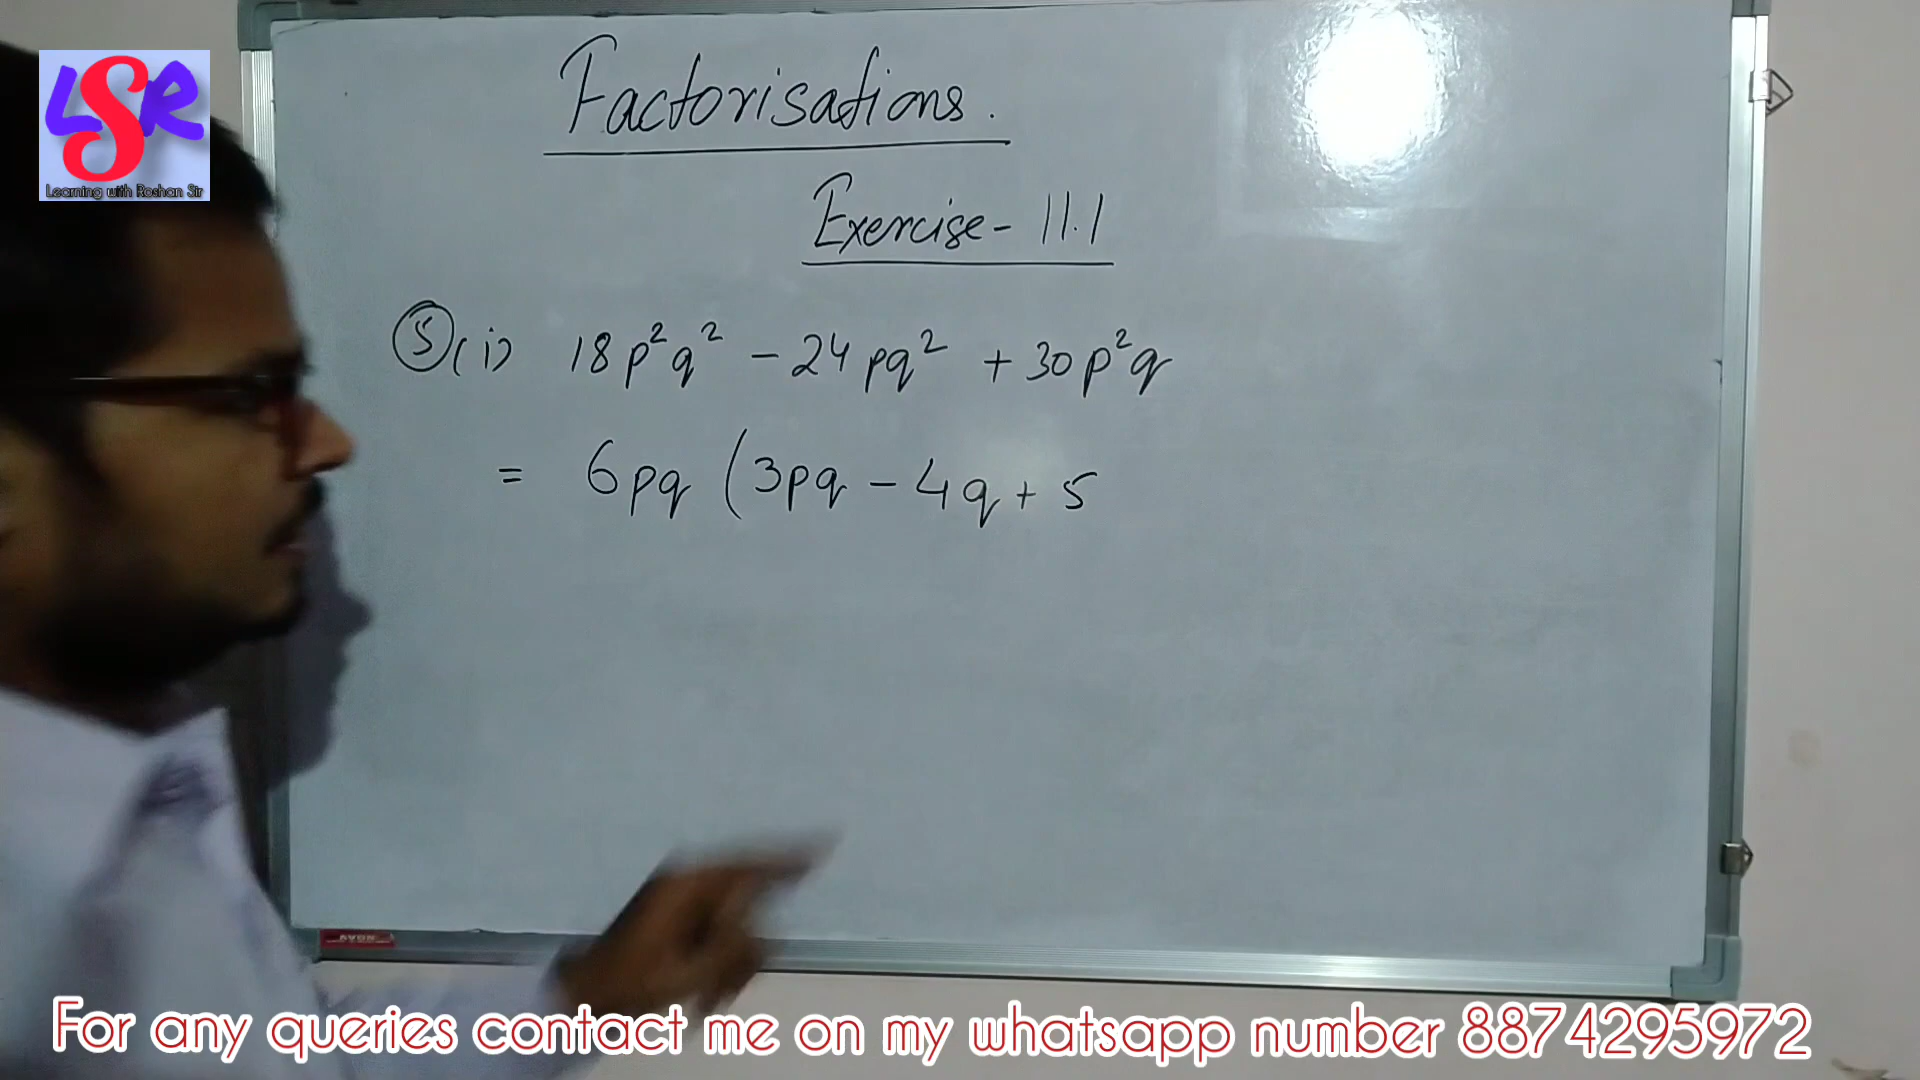 LSR
Learning with Roshan Sir
Factorisations.
Exercise - 11.1
5 (i) 18p²q² - 24pq² + 30p²q
= 6pq (3pq - 4q + 5
For any queries contact me on my whatsapp number 8874295972